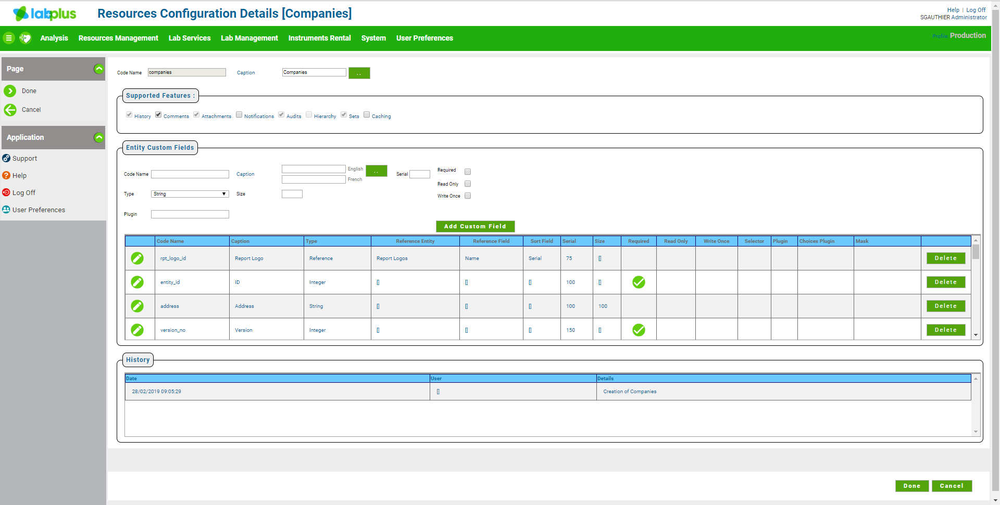 labplus
Resources Configuration Details [Companies]
Help | Log Off
SGAUTHIER Administrator
Analysis Resources Management Lab Services Lab Management Instruments Rental System User Preferences
Profile: Production
Page
Done
Cancel
Application
Support
Help
Log Off
User Preferences
Code Name companies Caption Companies ..
Supported Features :
History Comments Attachments Notifications Audits Hierarchy Sets Caching
Entity Custom Fields
Code Name Caption English .. Serial Required
French
Read Only
Type String Size
Write Once
Plugin
Add Custom Field
Code Name Caption Type Reference Entity Reference Field Sort Field Serial Size Required Read Only Write Once Selector Plugin Choices Plugin Mask
rpt_logo_id Report Logo Reference Report Logos Name Serial 75 [] Delete
entity_id ID Integer [] [] [] 100 [] Delete
address Address String [] [] [] 100 100 Delete
version_no Version Integer [] [] [] 150 [] Delete
History
Date User Details
28/02/2019 09:05:29 [] Creation of Companies
Done Cancel